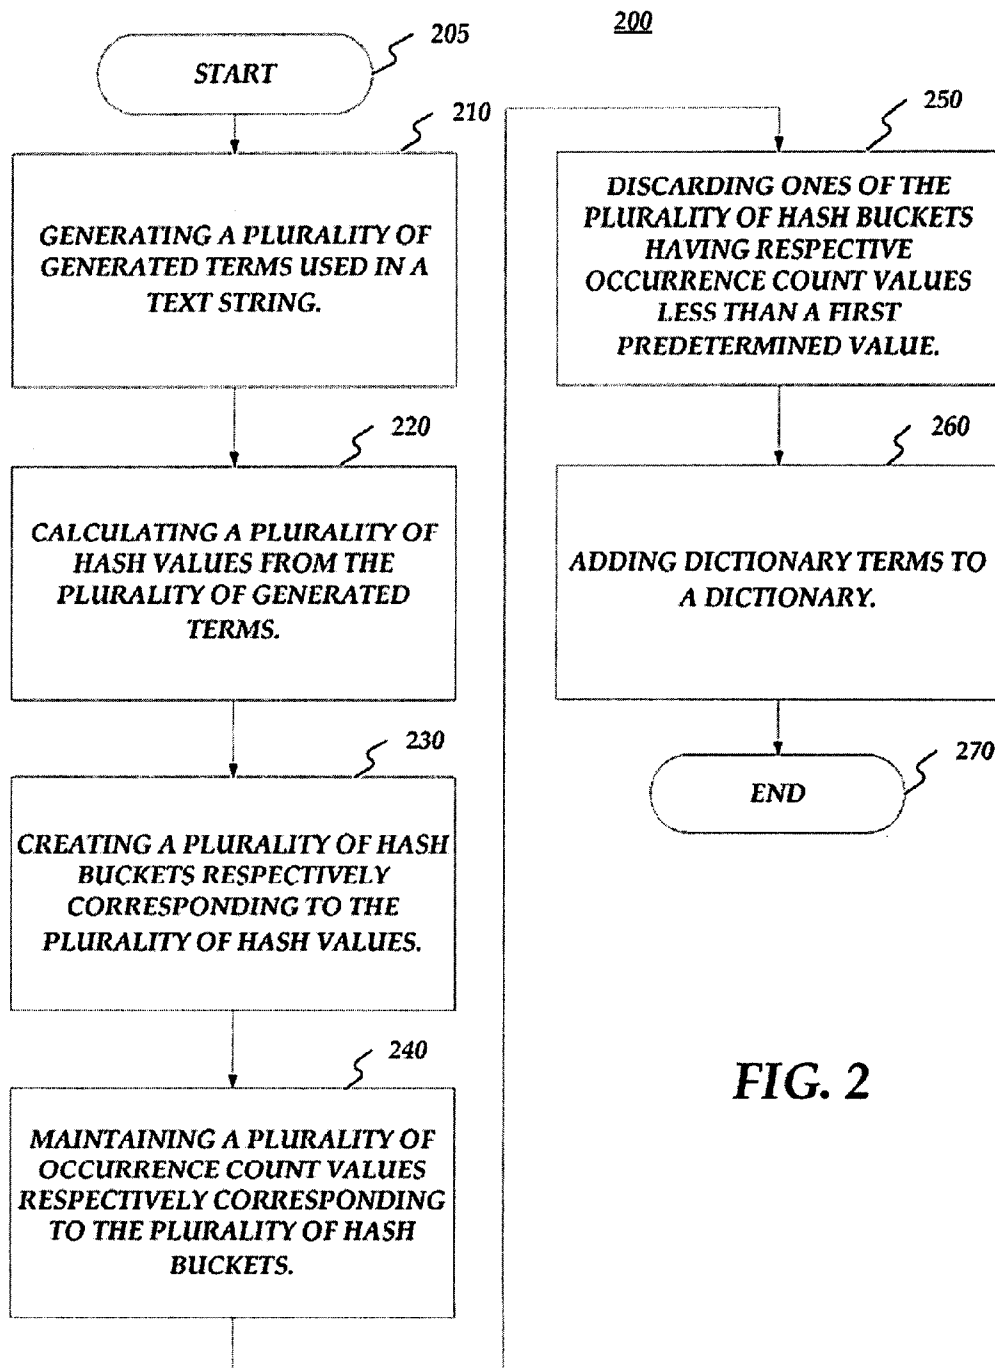 200
START
205
210
GENERATING A PLURALITY OF
GENERATED TERMS USED IN A
TEXT STRING.
220
CALCULATING A PLURALITY OF
HASH VALUES FROM THE
PLURALITY OF GENERATED
TERMS.
230
CREATING A PLURALITY OF HASH
BUCKETS RESPECTIVELY
CORRESPONDING TO THE
PLURALITY OF HASH VALUES.
240
MAINTAINING A PLURALITY OF
OCCURRENCE COUNT VALUES
RESPECTIVELY CORRESPONDING
TO THE PLURALITY OF HASH
BUCKETS.
250
DISCARDING ONES OF THE
PLURALITY OF HASH BUCKETS
HAVING RESPECTIVE
OCCURRENCE COUNT VALUES
LESS THAN A FIRST
PREDETERMINED VALUE.
260
ADDING DICTIONARY TERMS TO
A DICTIONARY.
270
END
FIG. 2